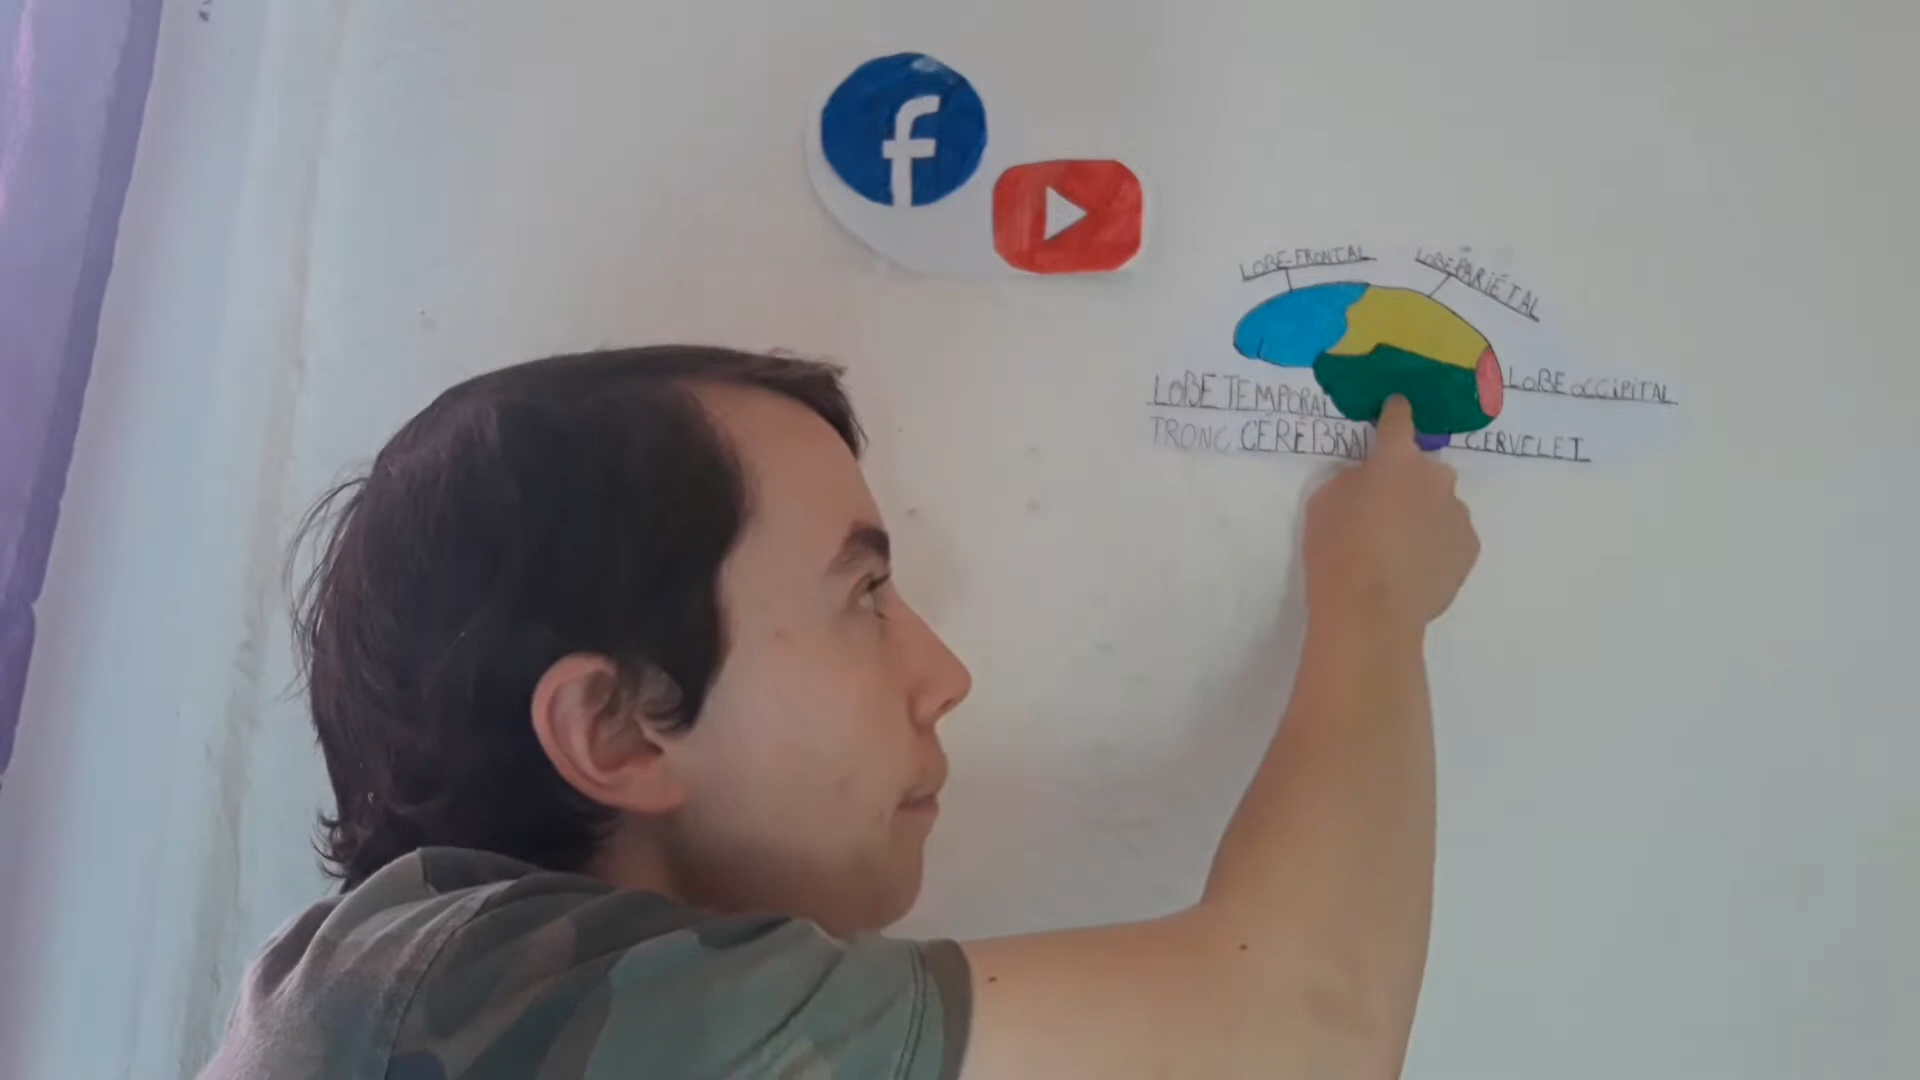 f
LOBE-FRONTAL
LOBE PARIÉTAL
LOBE TEMPORAL
LOBE OCCIPITAL
TRONC CÉRÉBRAL
CERVELET